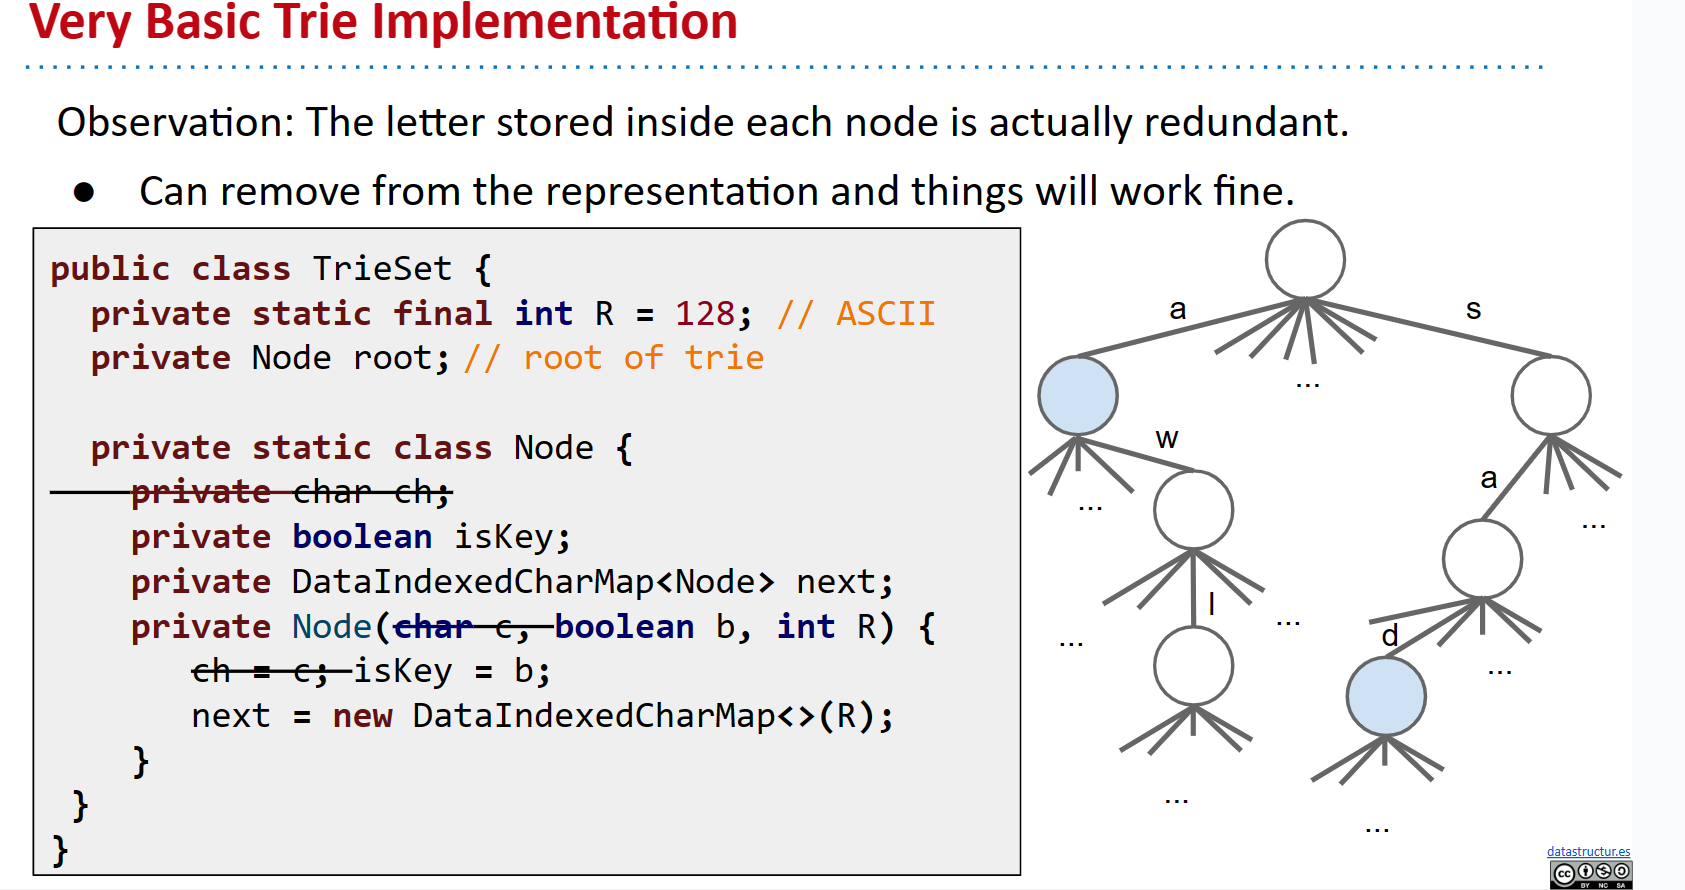 Very Basic Trie Implementation
Observation: The letter stored inside each node is actually redundant.
● Can remove from the representation and things will work fine.
public class TrieSet {
private static final int R = 128; // ASCII
private Node root; // root of trie
private static class Node {
private char ch;
private boolean isKey;
private DataIndexedCharMap<Node> next;
private Node(char c, boolean b, int R) {
ch = c; isKey = b;
next = new DataIndexedCharMap<>(R);
}
}
}
a
s
...
w
a
...
...
l
...
...
d
...
...
...
datastructur.es
cc
BY NC SA